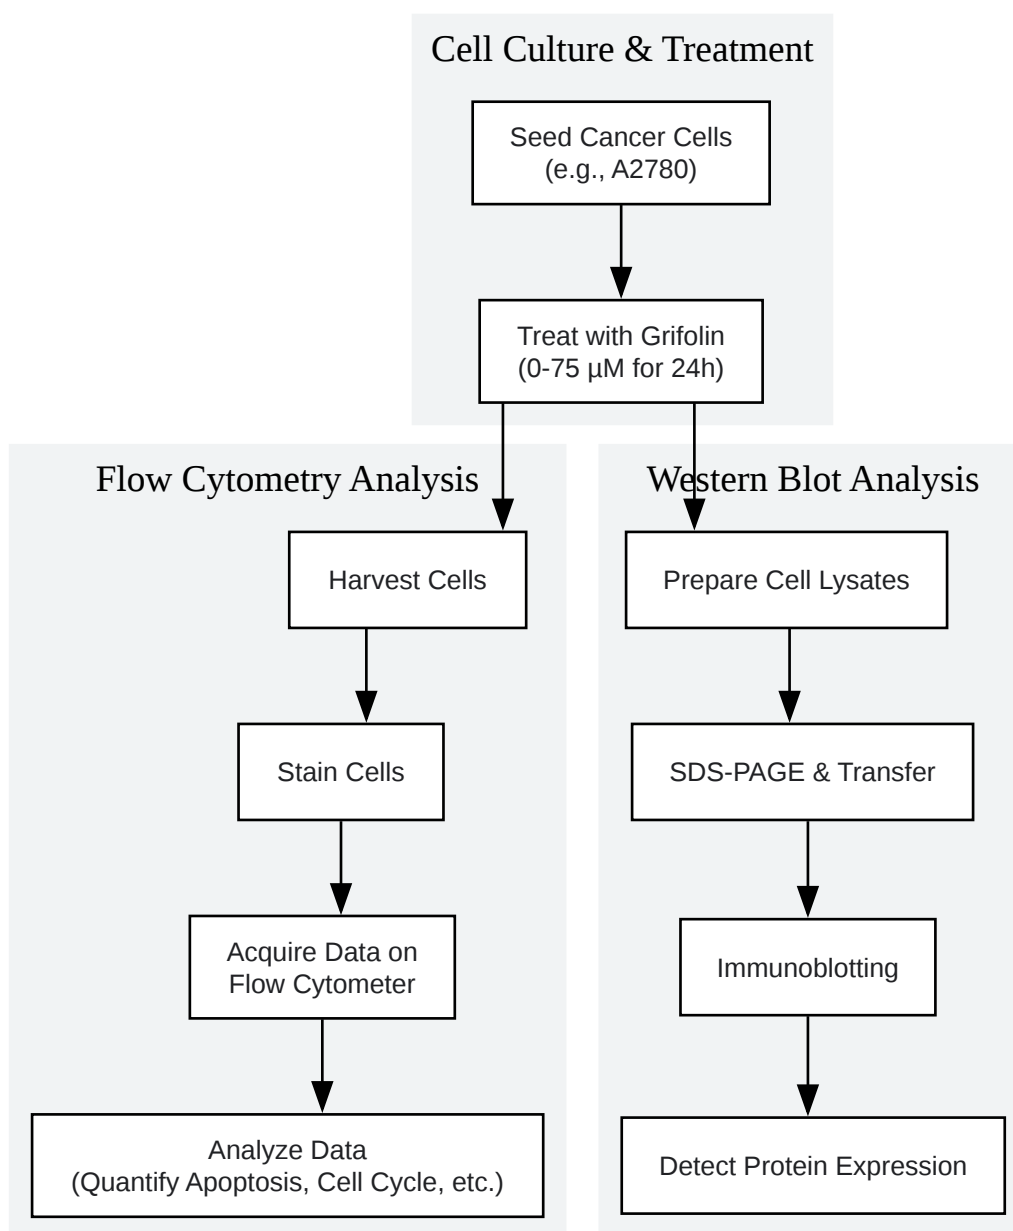 Cell Culture & Treatment
Seed Cancer Cells
(e.g., A2780)
Treat with Grifolin
(0-75 µM for 24h)
Flow Cytometry Analysis
Harvest Cells
Stain Cells
Acquire Data on
Flow Cytometer
Analyze Data
(Quantify Apoptosis, Cell Cycle, etc.)
Western Blot Analysis
Prepare Cell Lysates
SDS-PAGE & Transfer
Immunoblotting
Detect Protein Expression